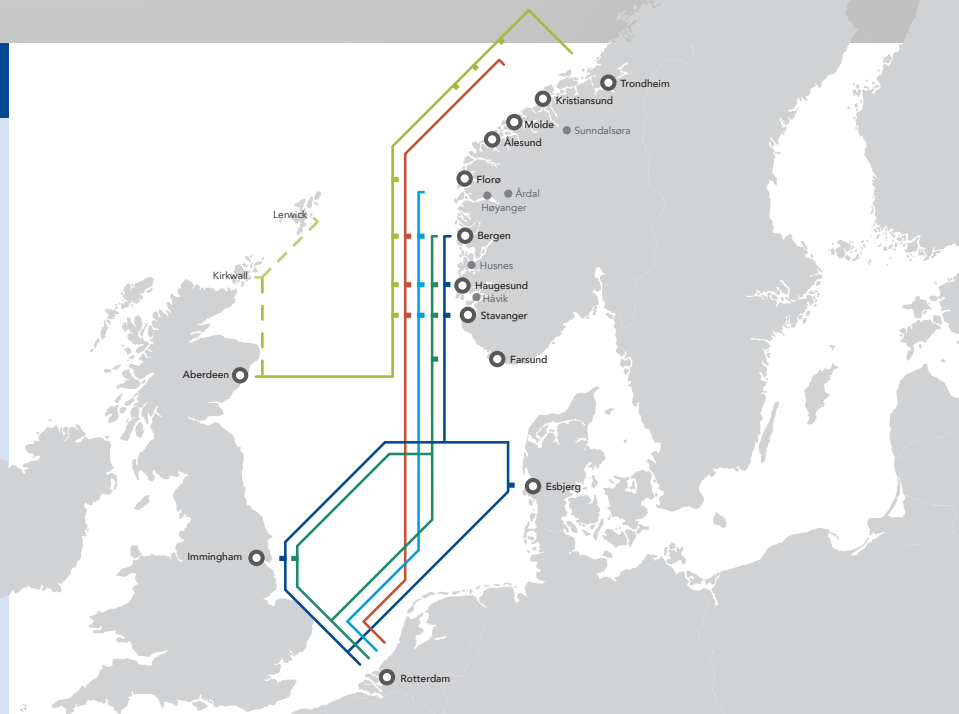 Trondheim
Kristiansund
Molde
Sunndalsøra
Ålesund
Florø
Årdal
Høyanger
Lerwick
Bergen
Husnes
Kirkwall
Haugesund
Håvik
Stavanger
Farsund
Aberdeen
Esbjerg
Immingham
Rotterdam